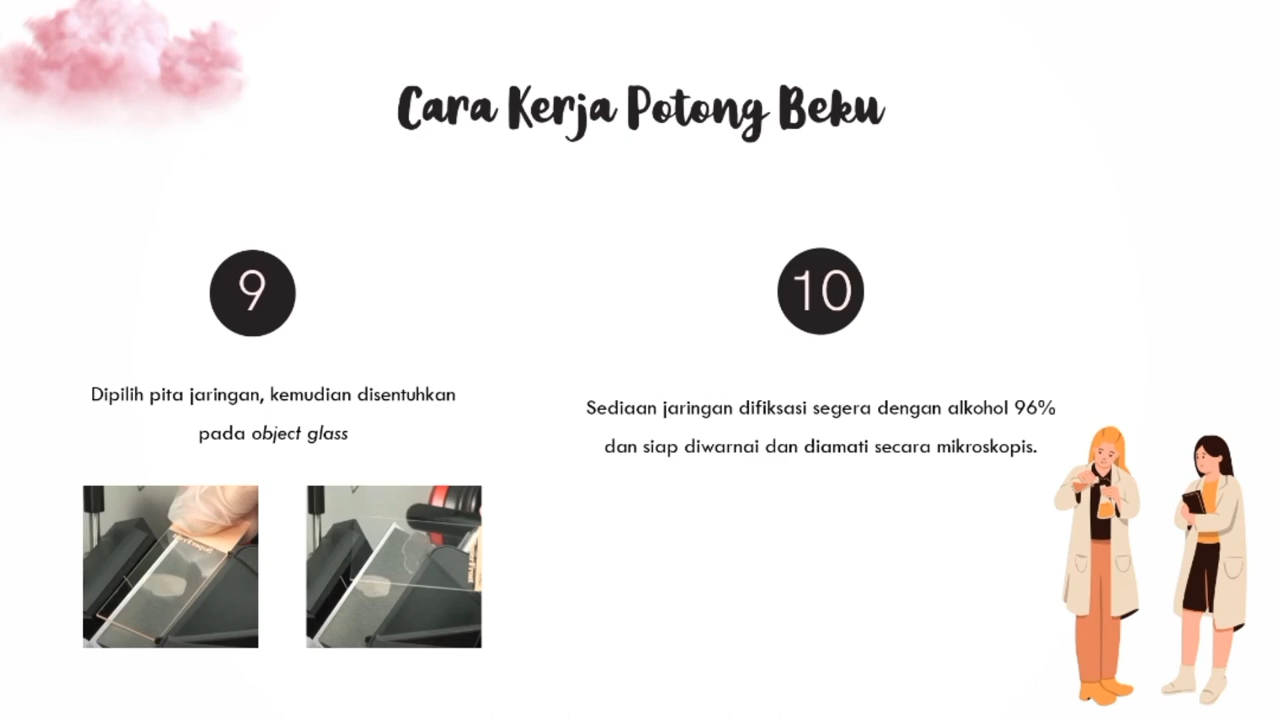 Cara Kerja Potong Beku
9
Dipilih pita jaringan, kemudian disentuhkan
pada object glass
10
Sediaan jaringan difiksasi segera dengan alkohol 96%
dan siap diwarnai dan diamati secara mikroskopis.